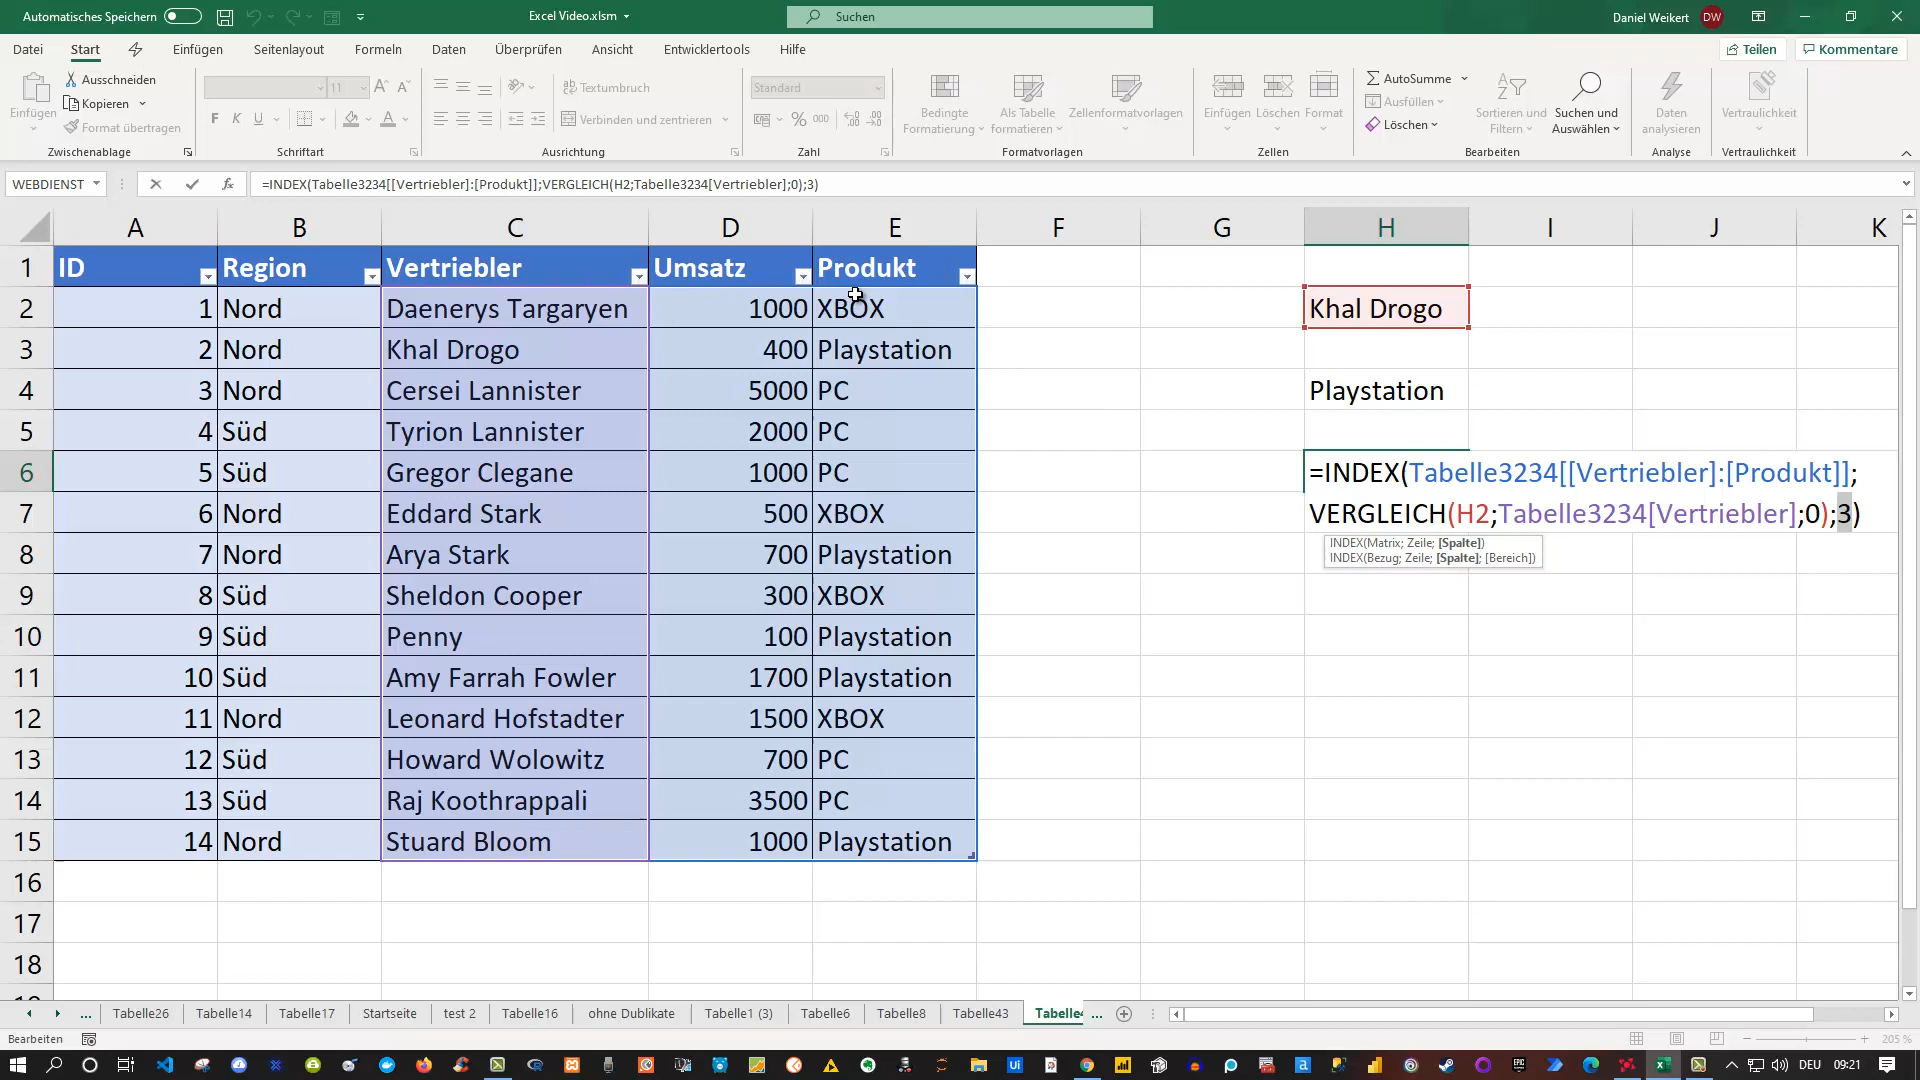 Automatisches Speichern
Excel Video.xlsm
Suchen
Daniel Weikert
DW
Datei
Start
Einfügen
Seitenlayout
Formeln
Daten
Überprüfen
Ansicht
Entwicklertools
Hilfe
Teilen
Kommentare
Einfügen
Ausschneiden
Kopieren
Format übertragen
Zwischenablage
11
F K U
Schriftart
Textumbruch
Verbinden und zentrieren
Ausrichtung
Standard
% 000
Zahl
Bedingte
Formatierung
Als Tabelle
formatieren
Zellenformatvorlagen
Formatvorlagen
Einfügen
Löschen
Format
Zellen
AutoSumme
Ausfüllen
Löschen
Sortieren und
Filtern
Suchen und
Auswählen
Bearbeiten
Daten
analysieren
Analyse
Vertraulichkeit
Vertraulichkeit
WEBDIENST
fx
=INDEX(Tabelle3234[[Vertriebler]:[Produkt]];VERGLEICH(H2;Tabelle3234[Vertriebler];0);3)
A B C D E F G H I J K
1 ID Region Vertriebler Umsatz Produkt
2 1 Nord Daenerys Targaryen 1000 XBOX Khal Drogo
3 2 Nord Khal Drogo 400 Playstation
4 3 Nord Cersei Lannister 5000 PC Playstation
5 4 Süd Tyrion Lannister 2000 PC
6 5 Süd Gregor Clegane 1000 PC =INDEX(Tabelle3234[[Vertriebler]:[Produkt]];
7 6 Nord Eddard Stark 500 XBOX VERGLEICH(H2;Tabelle3234[Vertriebler];0);3)
INDEX(Matrix; Zeile; [Spalte])
INDEX(Bezug; Zeile; [Spalte]; [Bereich])
8 7 Nord Arya Stark 700 Playstation
9 8 Süd Sheldon Cooper 300 XBOX
10 9 Süd Penny 100 Playstation
11 10 Süd Amy Farrah Fowler 1700 Playstation
12 11 Nord Leonard Hofstadter 1500 XBOX
13 12 Süd Howard Wolowitz 700 PC
14 13 Süd Raj Koothrappali 3500 PC
15 14 Nord Stuard Bloom 1000 Playstation
16
17
18
... Tabelle26 Tabelle14 Tabelle17 Startseite test 2 Tabelle16 ohne Dublikate Tabelle1 (3) Tabelle6 Tabelle8 Tabelle43 Tabelle4 ...
Bearbeiten
205 %
DEU
09:21